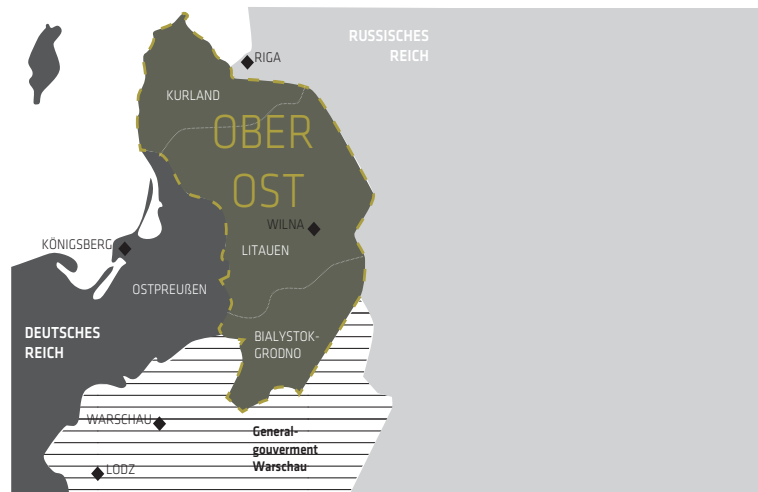 RUSSISCHES
REICH
RIGA
KURLAND
OBER
OST
WILNA
KÖNIGSBERG
LITAUEN
OSTPREUßEN
DEUTSCHES
REICH
BIALYSTOK-
GRODNO
WARSCHAU
General-
gouverment
Warschau
LODZ